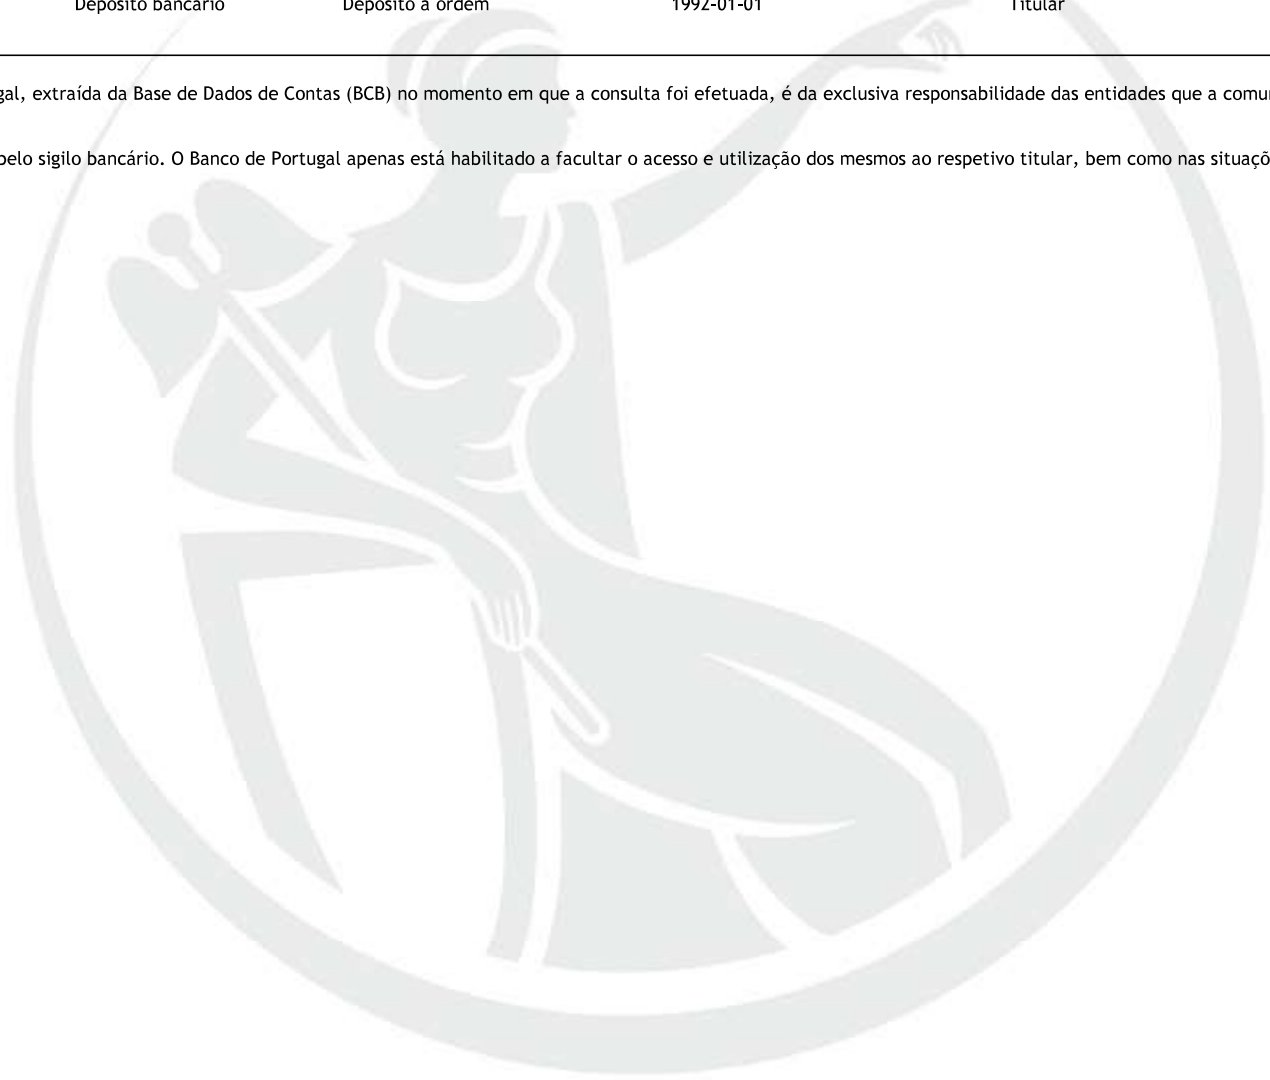 Depósito bancário Depósito à ordem 1992-01-01 Titular
gal, extraída da Base de Dados de Contas (BCB) no momento em que a consulta foi efetuada, é da exclusiva responsabilidade das entidades que a comu
pelo sigilo bancário. O Banco de Portugal apenas está habilitado a facultar o acesso e utilização dos mesmos ao respetivo titular, bem como nas situaçõ